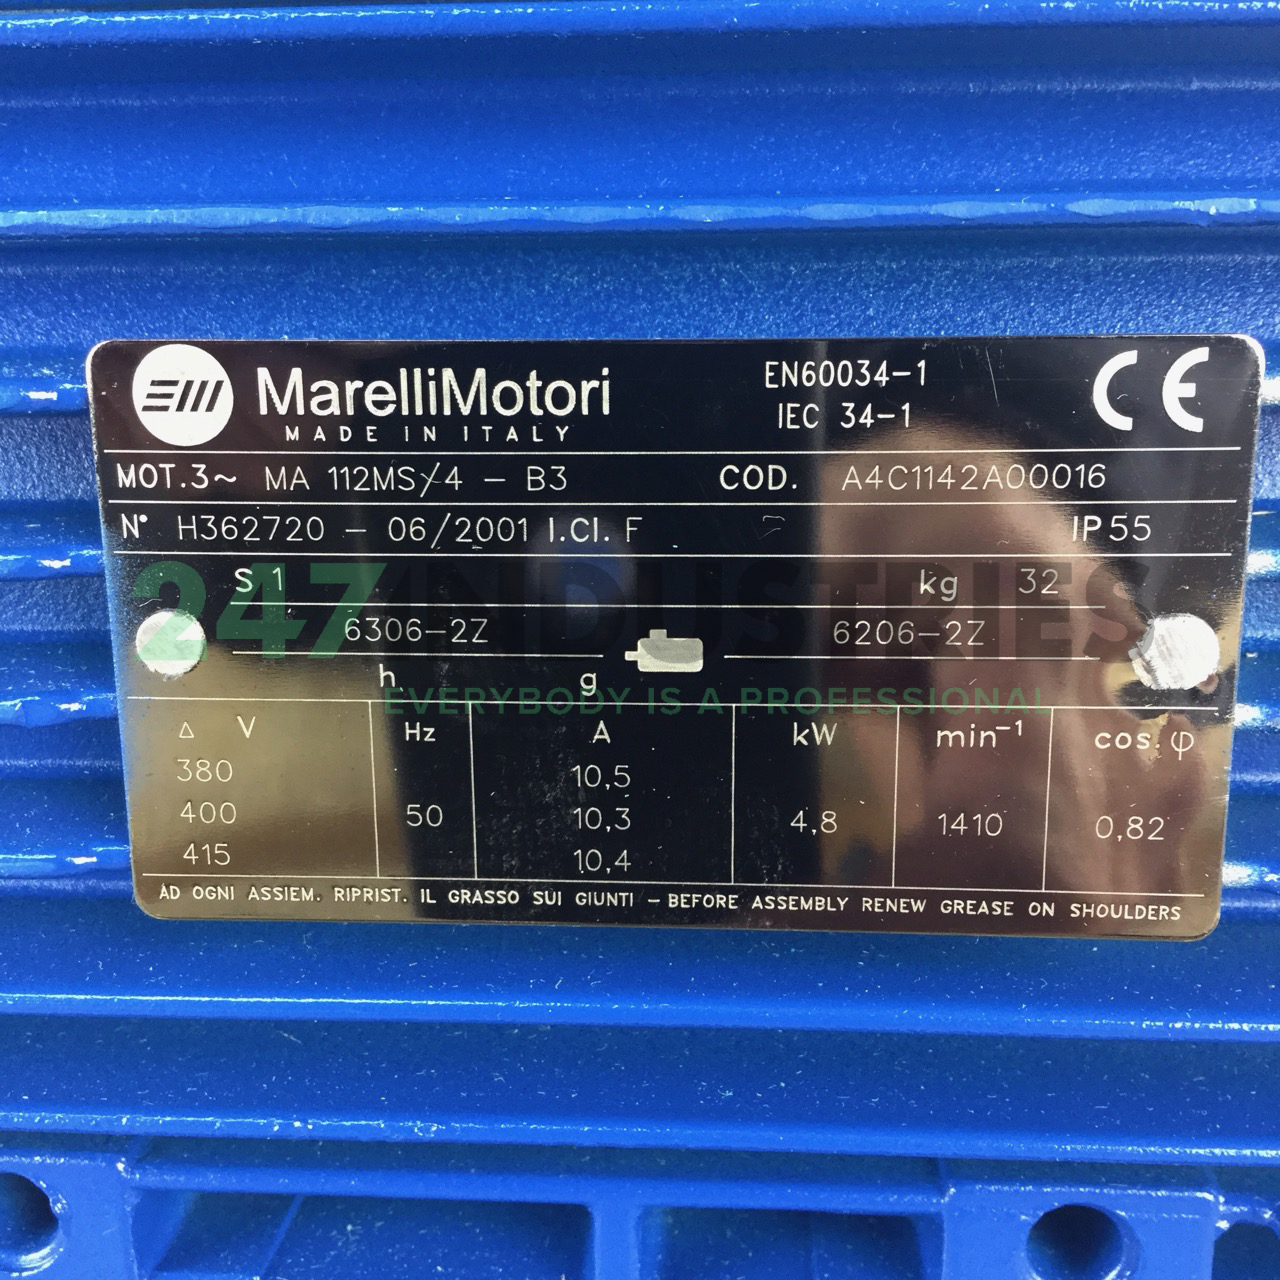 MarelliMotori
MADE IN ITALY
EN60034-1
IEC 34-1
CE
MOT.3~ MA 112MSX4 - B3 COD. A4C1142A00016
N° H362720 - 06/2001 I.Cl. F IP55
S 1 kg 32
247INDUSTRIES
6306-2Z 6206-2Z
h g
EVERYBODY IS A PROFESSIONAL
Δ V Hz A kW min⁻¹ cos φ
380 10,5
400 50 10,3 4,8 1410 0,82
415 10,4
AD OGNI ASSIEM. RIPRIST. IL GRASSO SUI GIUNTI - BEFORE ASSEMBLY RENEW GREASE ON SHOULDERS